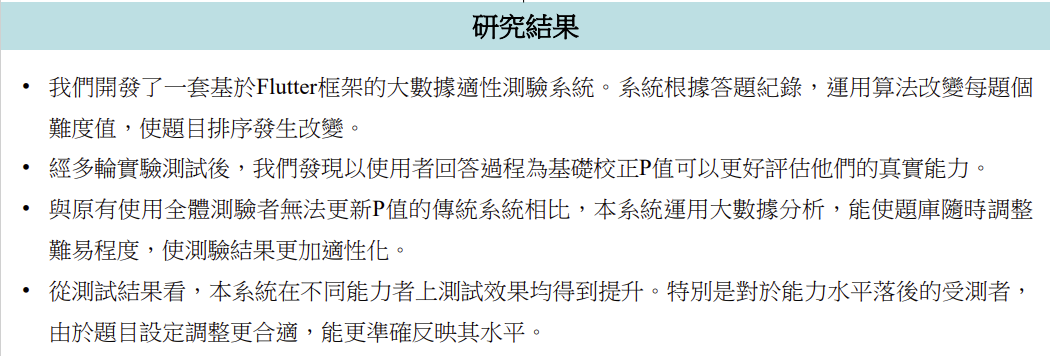 研究結果
• 我們開發了一套基於Flutter框架的大數據適性測驗系統。系統根據答題紀錄，運用算法改變每題個
難度值，使題目排序發生改變。
• 經多輪實驗測試後，我們發現以使用者回答過程為基礎校正P值可以更好評估他們的真實能力。
• 與原有使用全體測驗者無法更新P值的傳統系統相比，本系統運用大數據分析，能使題庫隨時調整
難易程度，使測驗結果更加適性化。
• 從測試結果看，本系統在不同能力者上測試效果均得到提升。特別是對於能力水平落後的受測者，
由於題目設定調整更合適，能更準確反映其水平。